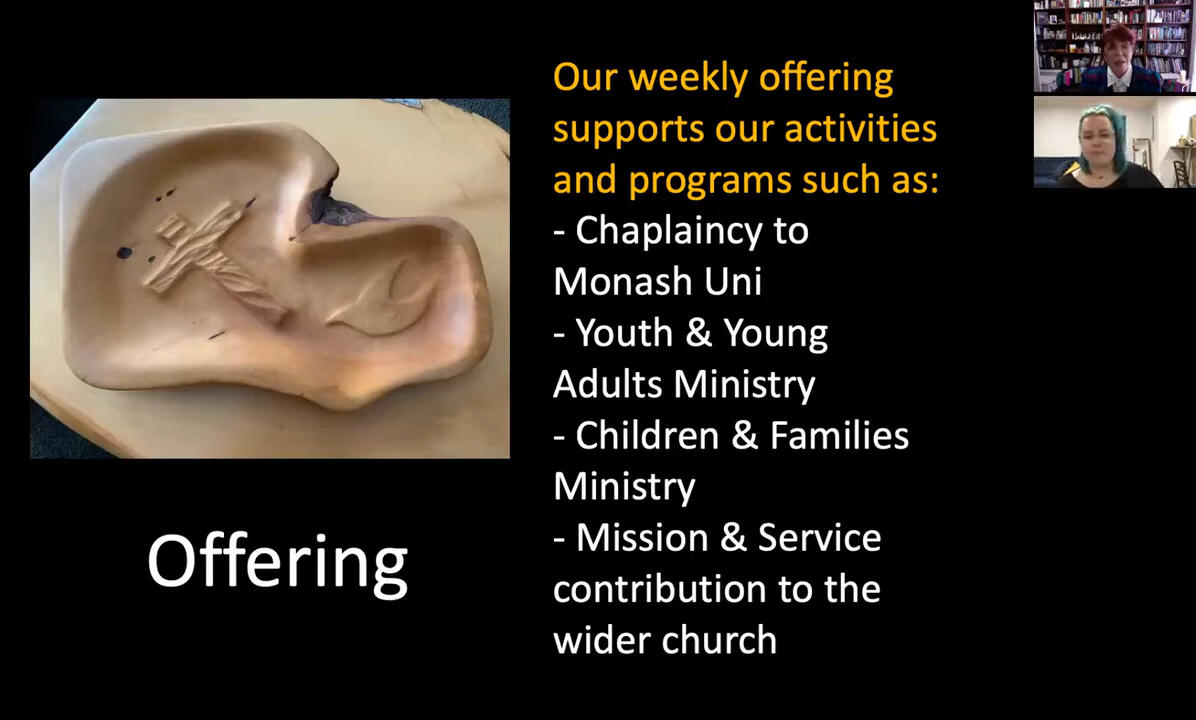 Our weekly offering
supports our activities
and programs such as:
- Chaplaincy to
Monash Uni
- Youth & Young
Adults Ministry
- Children & Families
Ministry
- Mission & Service
contribution to the
wider church
Offering